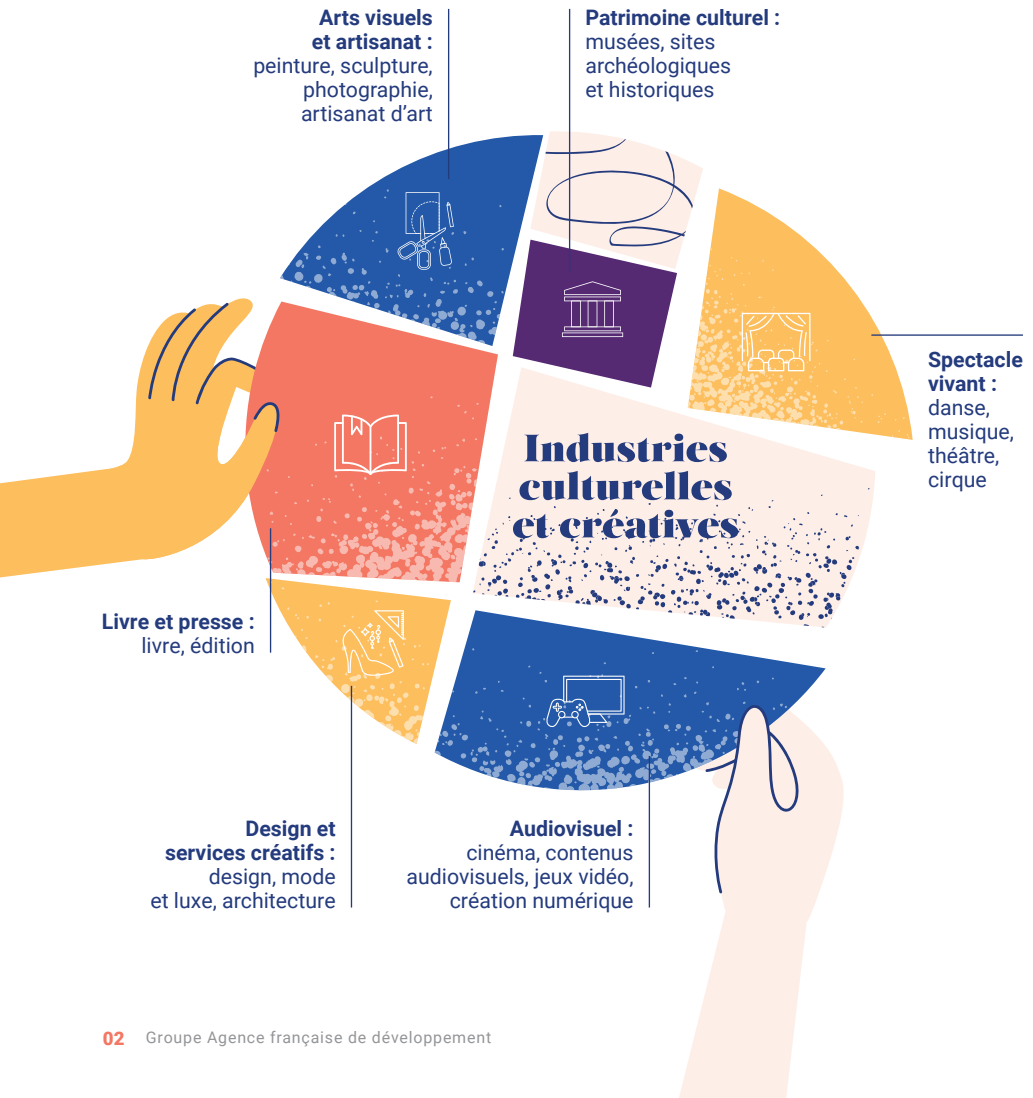 Arts visuels
et artisanat :
peinture, sculpture,
photographie,
artisanat d’art
Patrimoine culturel :
musées, sites
archéologiques
et historiques
Spectacle
vivant :
danse,
musique,
théâtre,
cirque
Industries
culturelles
et créatives
Livre et presse :
livre, édition
Design et
services créatifs :
design, mode
et luxe, architecture
Audiovisuel :
cinéma, contenus
audiovisuels, jeux vidéo,
création numérique
02 Groupe Agence française de développement